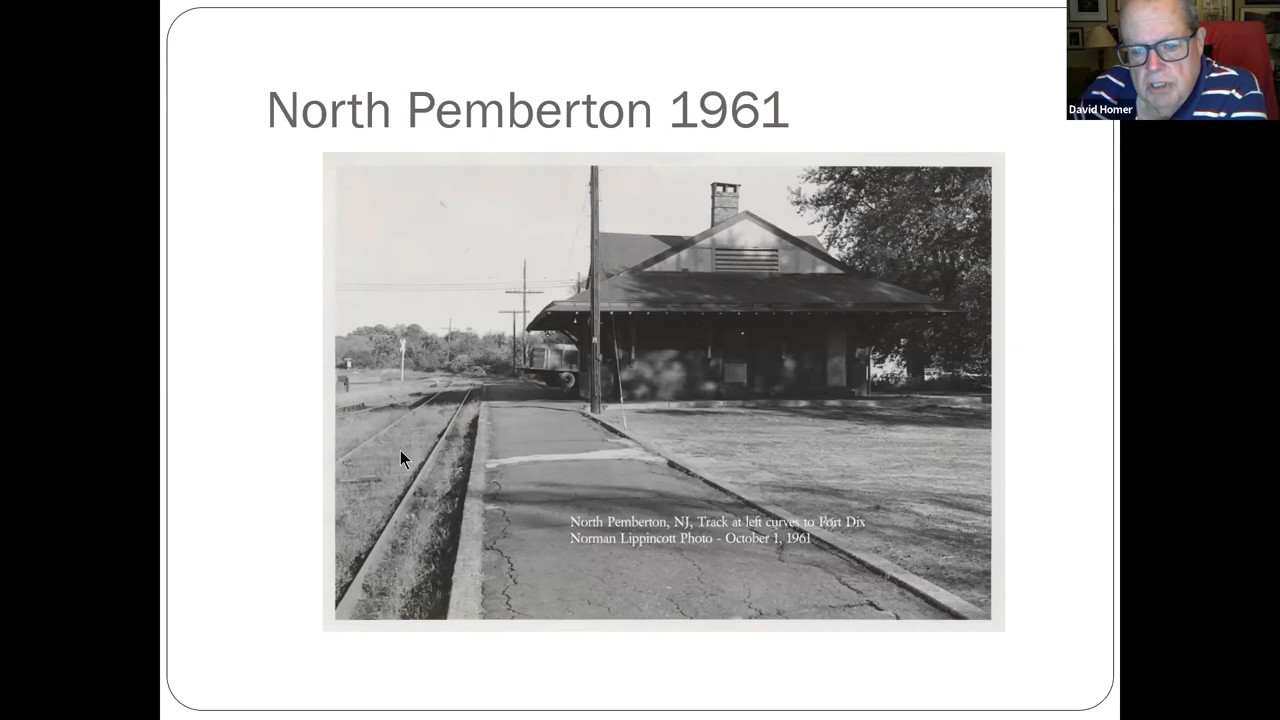 North Pemberton 1961
David Homer
North Pemberton, NJ, Track at left curves to Fort Dix
Norman Lippincott Photo - October 1, 1961